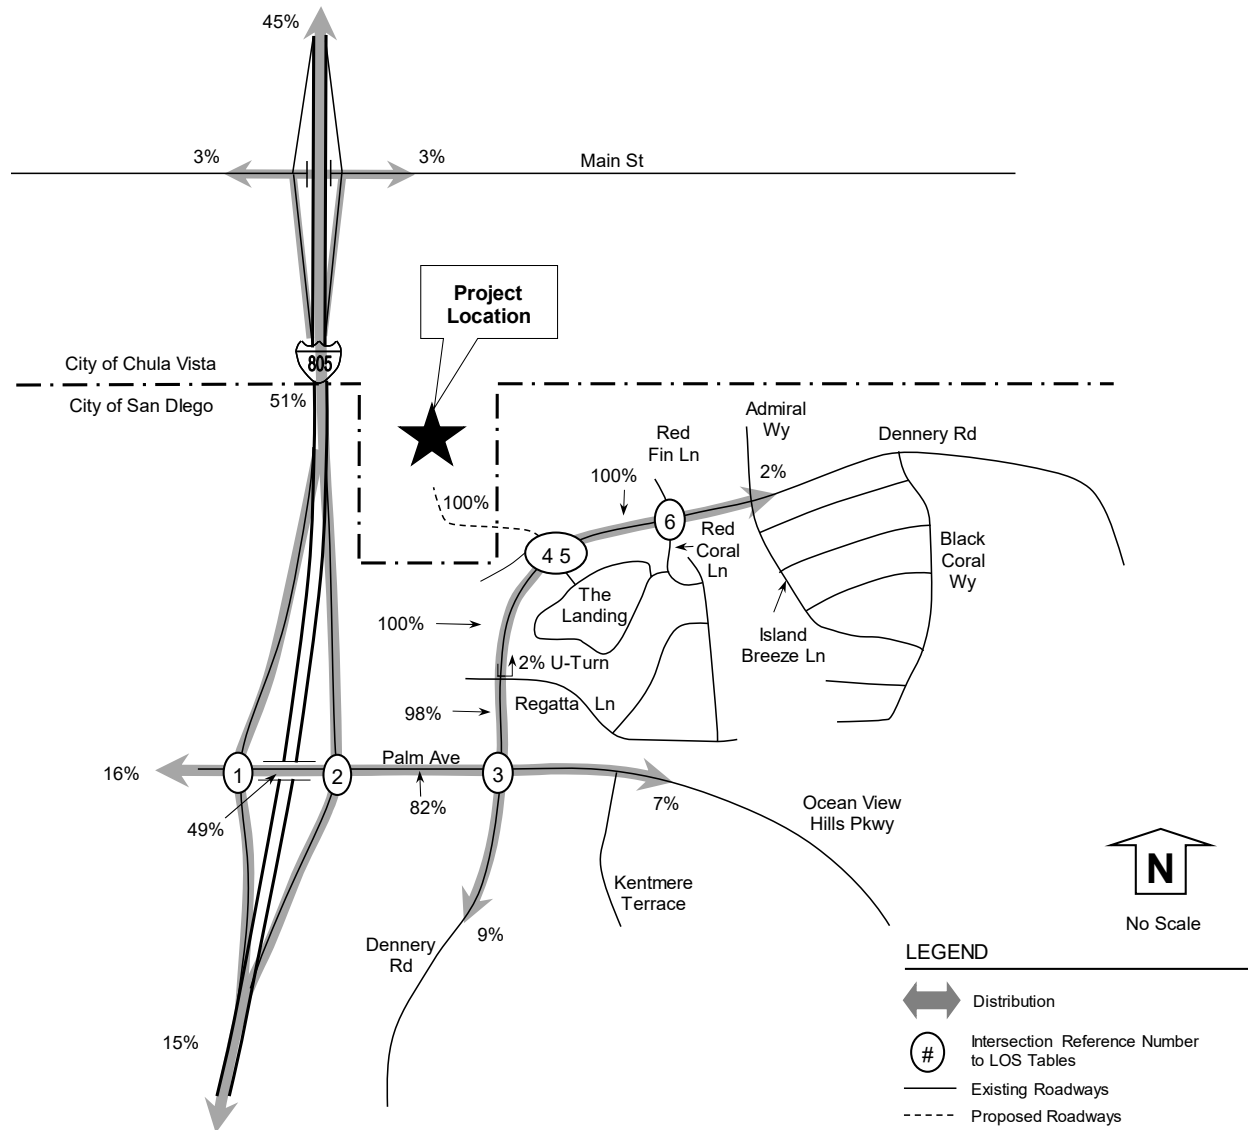 45%
3%
3%
Main St
Project
Location
805
City of Chula Vista
City of San DIego
51%
Admiral
Wy
Dennery Rd
Red
Fin Ln
2%
100%
100%
6
Red
Coral
Ln
4 5
Black
Coral
Wy
The
Landing
100%
Island
Breeze Ln
2% U-Turn
Regatta Ln
98%
Palm Ave
16%
1
2
3
82%
7%
49%
Ocean View
Hills Pkwy
N
No Scale
Kentmere
Terrace
9%
Dennery
Rd
15%
LEGEND
Distribution
#
Intersection Reference Number
to LOS Tables
Existing Roadways
Proposed Roadways